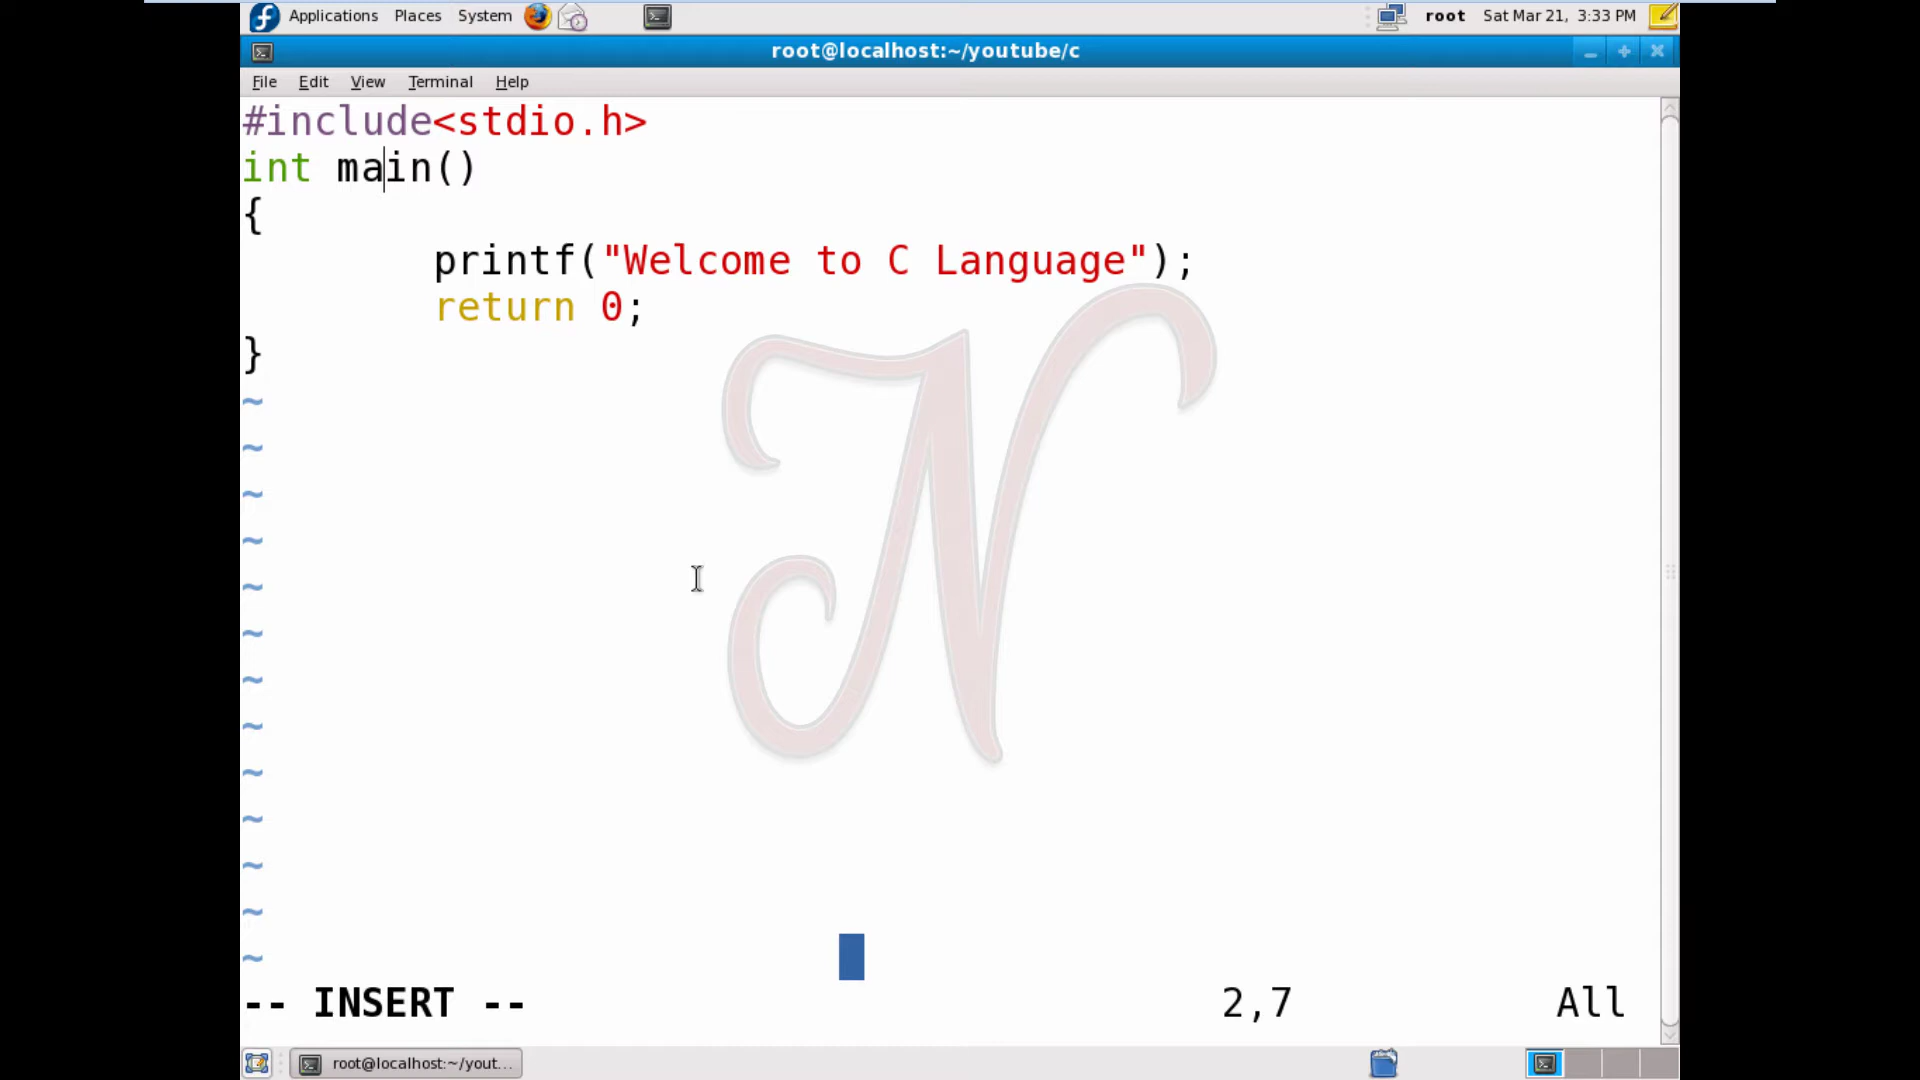 Applications Places System root Sat Mar 21, 3:33 PM
root@localhost:~/youtube/c
File Edit View Terminal Help
#include<stdio.h>
int main()
{
printf("Welcome to C Language");
return 0;
}
~
~
~
~
~
~
~
~
~
~
~
~
~
N
-- INSERT -- 2,7 All
root@localhost:~/yout...